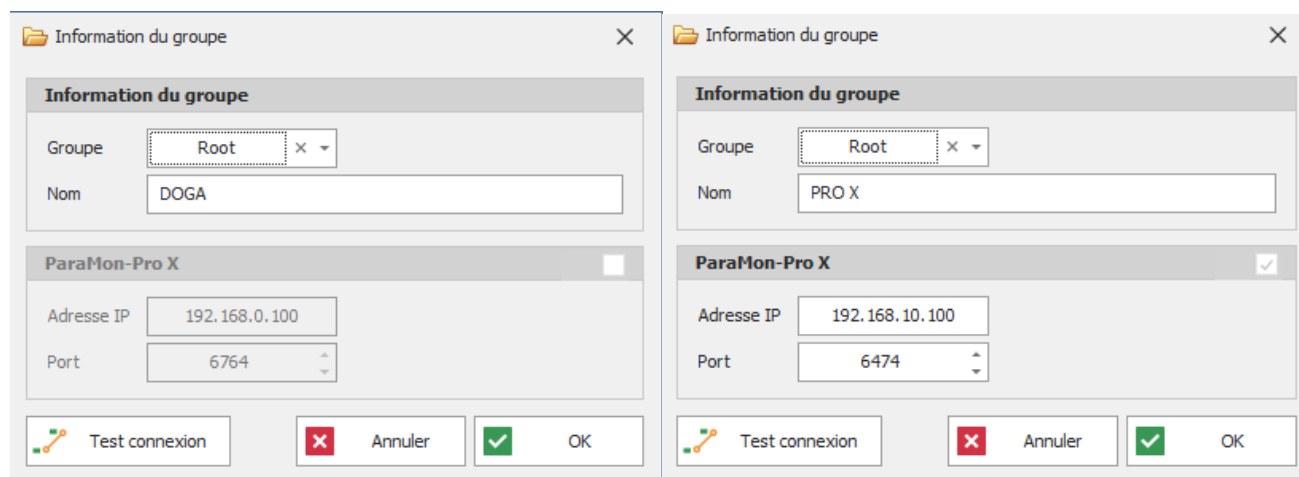 Information du groupe
Information du groupe
Groupe Root
Nom DOGA
ParaMon-Pro X
Adresse IP 192.168.0.100
Port 6764
Test connexion Annuler OK
Information du groupe
Information du groupe
Groupe Root
Nom PRO X
ParaMon-Pro X
Adresse IP 192.168.10.100
Port 6474
Test connexion Annuler OK